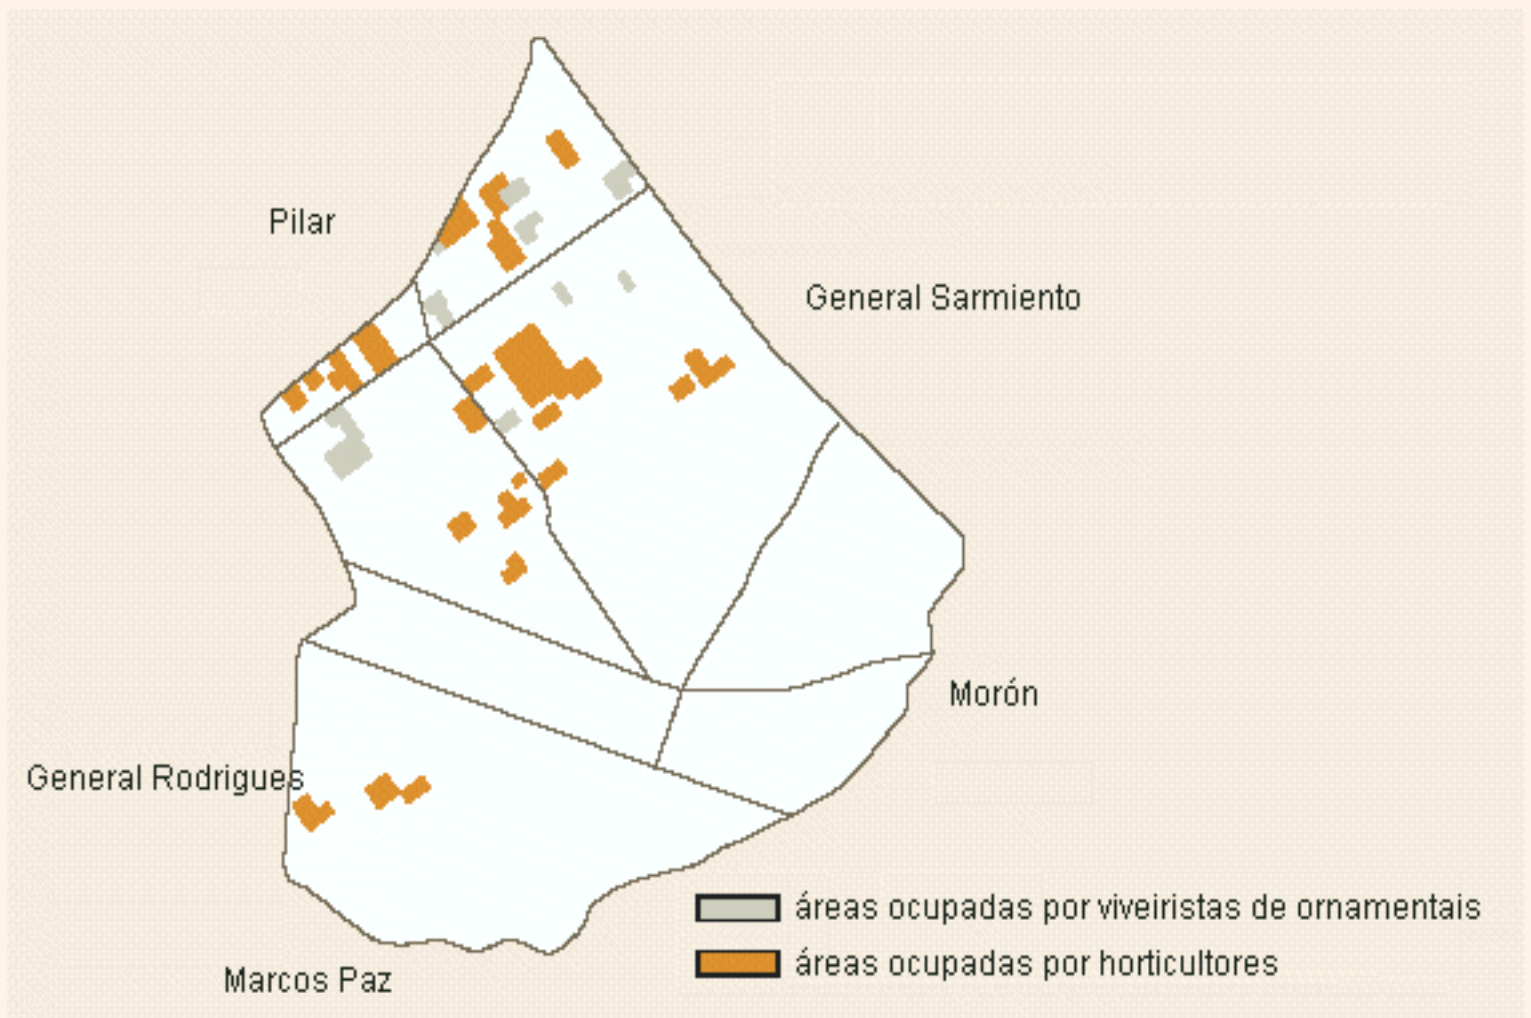 Pilar
General Sarmiento
Morón
General Rodrigues
áreas ocupadas por viveiristas de ornamentais
áreas ocupadas por horticultores
Marcos Paz